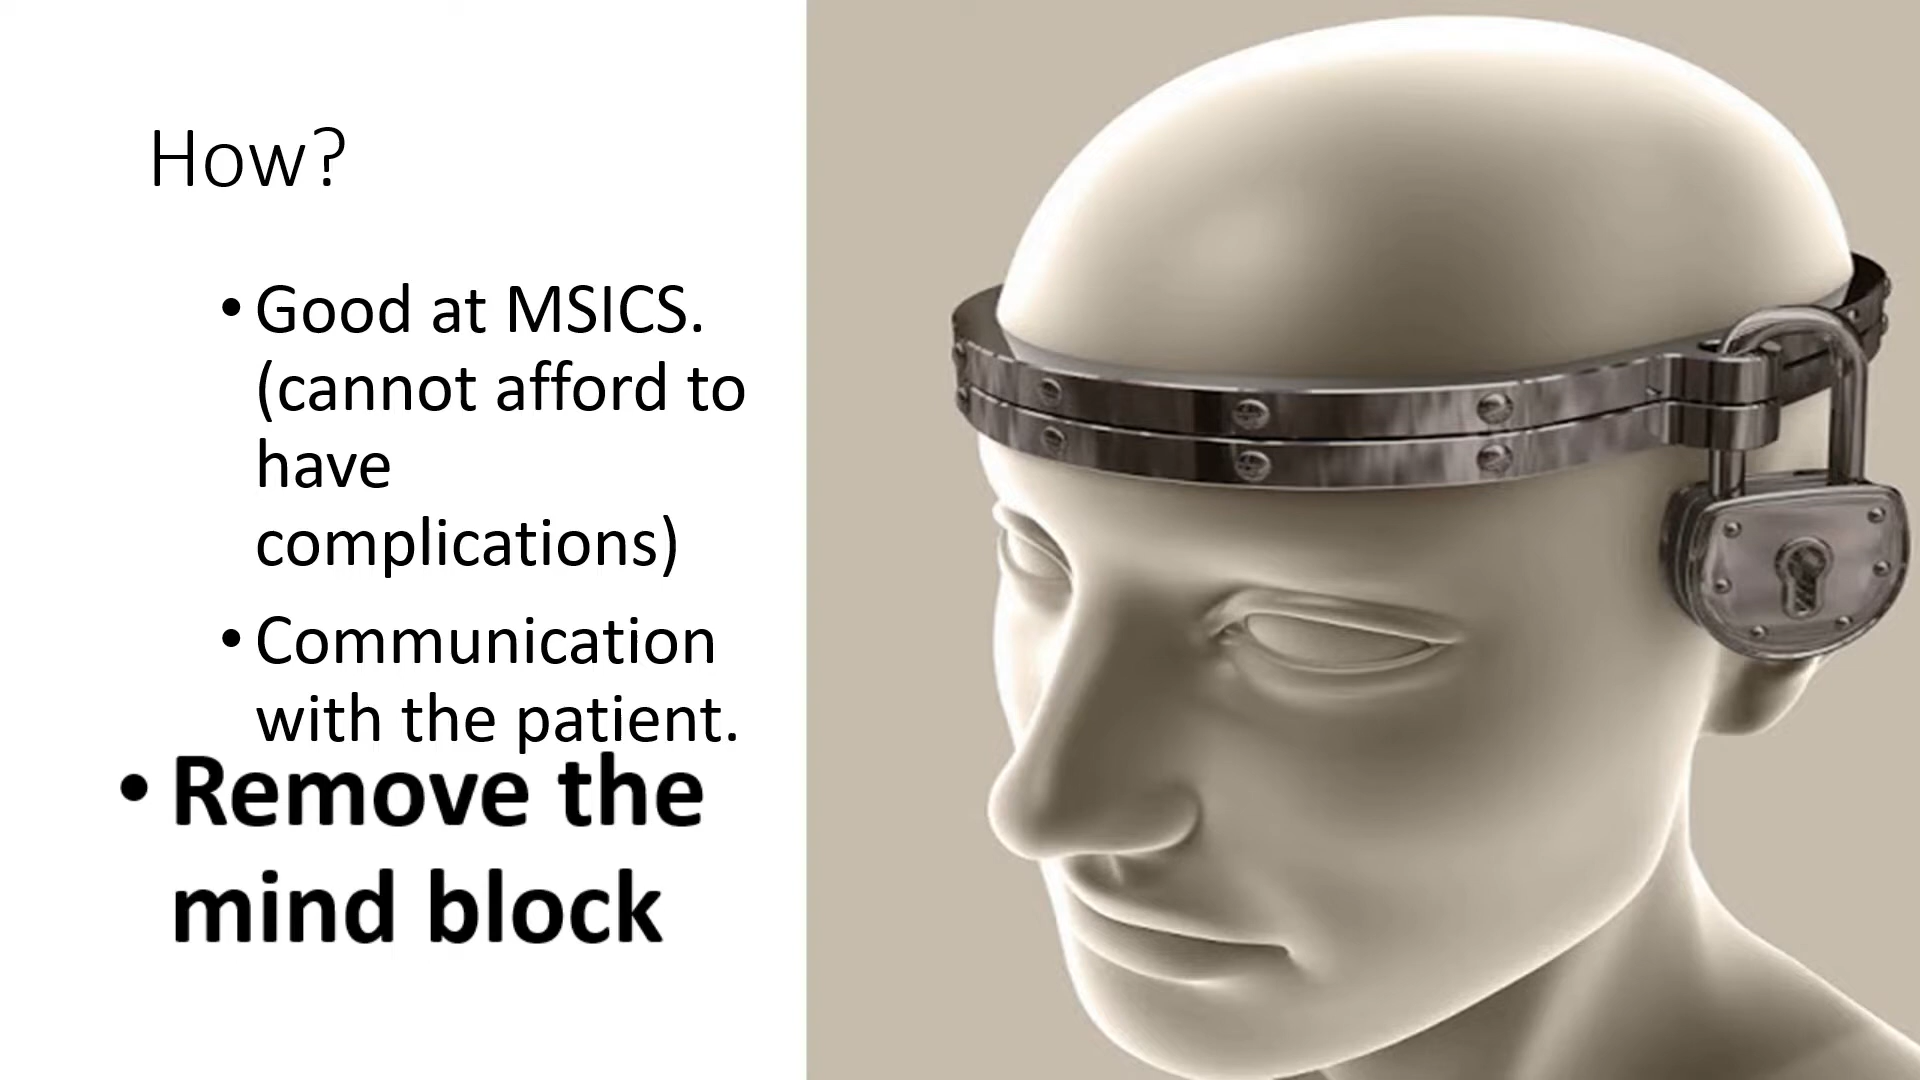 How?
• Good at MSICS.
(cannot afford to
have
complications)
• Communication
with the patient.
• Remove the
mind block